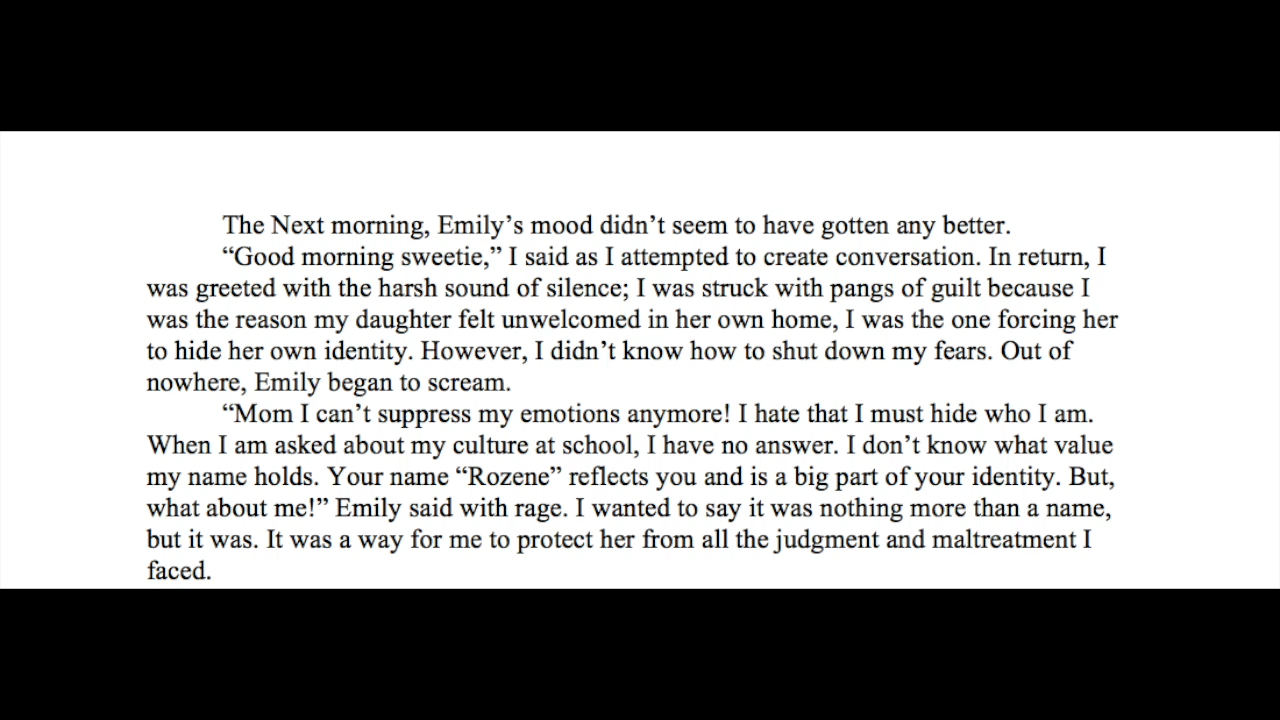 The Next morning, Emily’s mood didn’t seem to have gotten any better.
“Good morning sweetie,” I said as I attempted to create conversation. In return, I
was greeted with the harsh sound of silence; I was struck with pangs of guilt because I
was the reason my daughter felt unwelcomed in her own home, I was the one forcing her
to hide her own identity. However, I didn’t know how to shut down my fears. Out of
nowhere, Emily began to scream.
“Mom I can’t suppress my emotions anymore! I hate that I must hide who I am.
When I am asked about my culture at school, I have no answer. I don’t know what value
my name holds. Your name “Rozene” reflects you and is a big part of your identity. But,
what about me!” Emily said with rage. I wanted to say it was nothing more than a name,
but it was. It was a way for me to protect her from all the judgment and maltreatment I
faced.